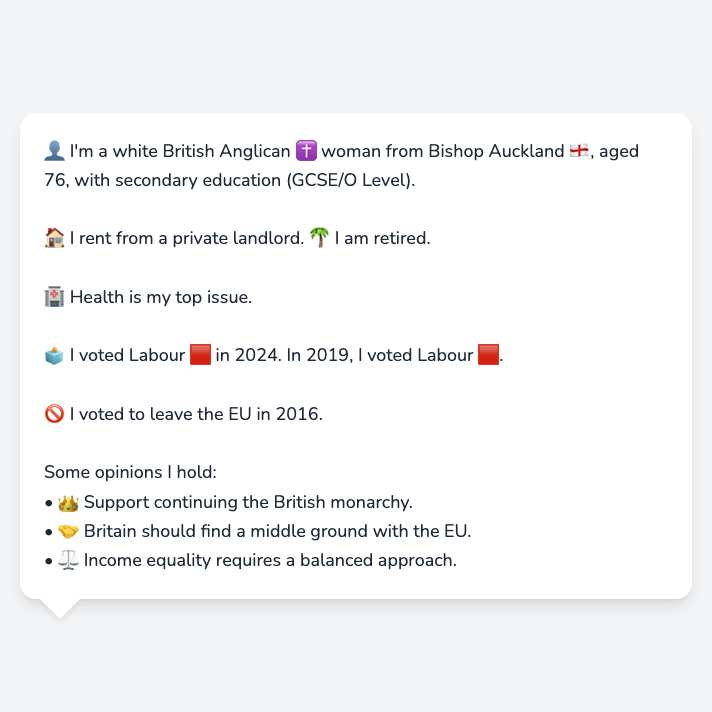 👤 I'm a white British Anglican ✝️ woman from Bishop Auckland 🏴󠁧󠁢󠁥󠁮󠁧󠁿, aged
76, with secondary education (GCSE/O Level).
🏠 I rent from a private landlord. 🌴 I am retired.
🏥 Health is my top issue.
🗳️ I voted Labour 🟥 in 2024. In 2019, I voted Labour 🟥.
🚫 I voted to leave the EU in 2016.
Some opinions I hold:
• 👑 Support continuing the British monarchy.
• 🤝 Britain should find a middle ground with the EU.
• ⚖️ Income equality requires a balanced approach.